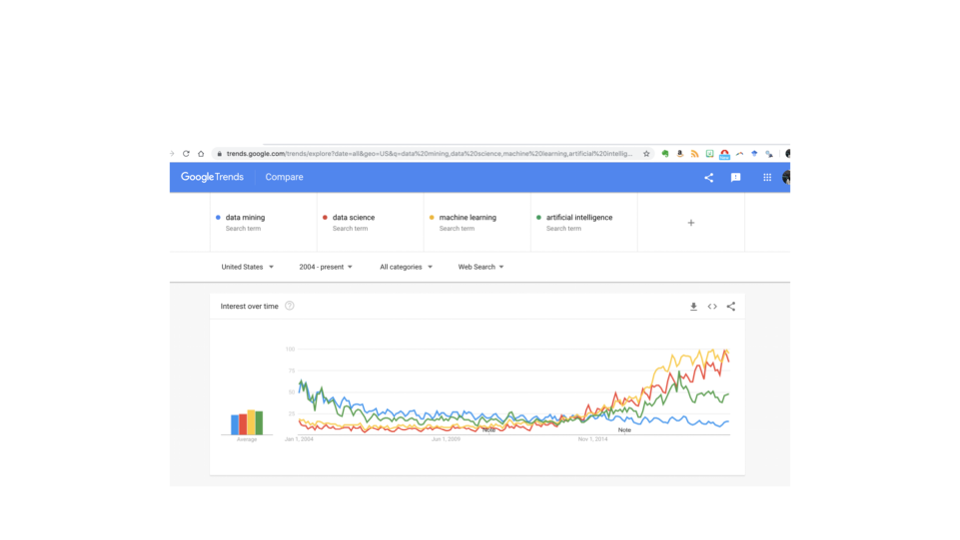 trends.google.com/trends/explore?date=all&geo=US&q=data%20mining,data%20science,machine%20learning,artificial%20intellig...
Google Trends Compare
data mining data science machine learning artificial intelligence +
Search term Search term Search term Search term
United States 2004 - present All categories Web Search
Interest over time ?
100
75
50
25
Note Note
Average Jan 1, 2004 Jun 1, 2009 Nov 1, 2014